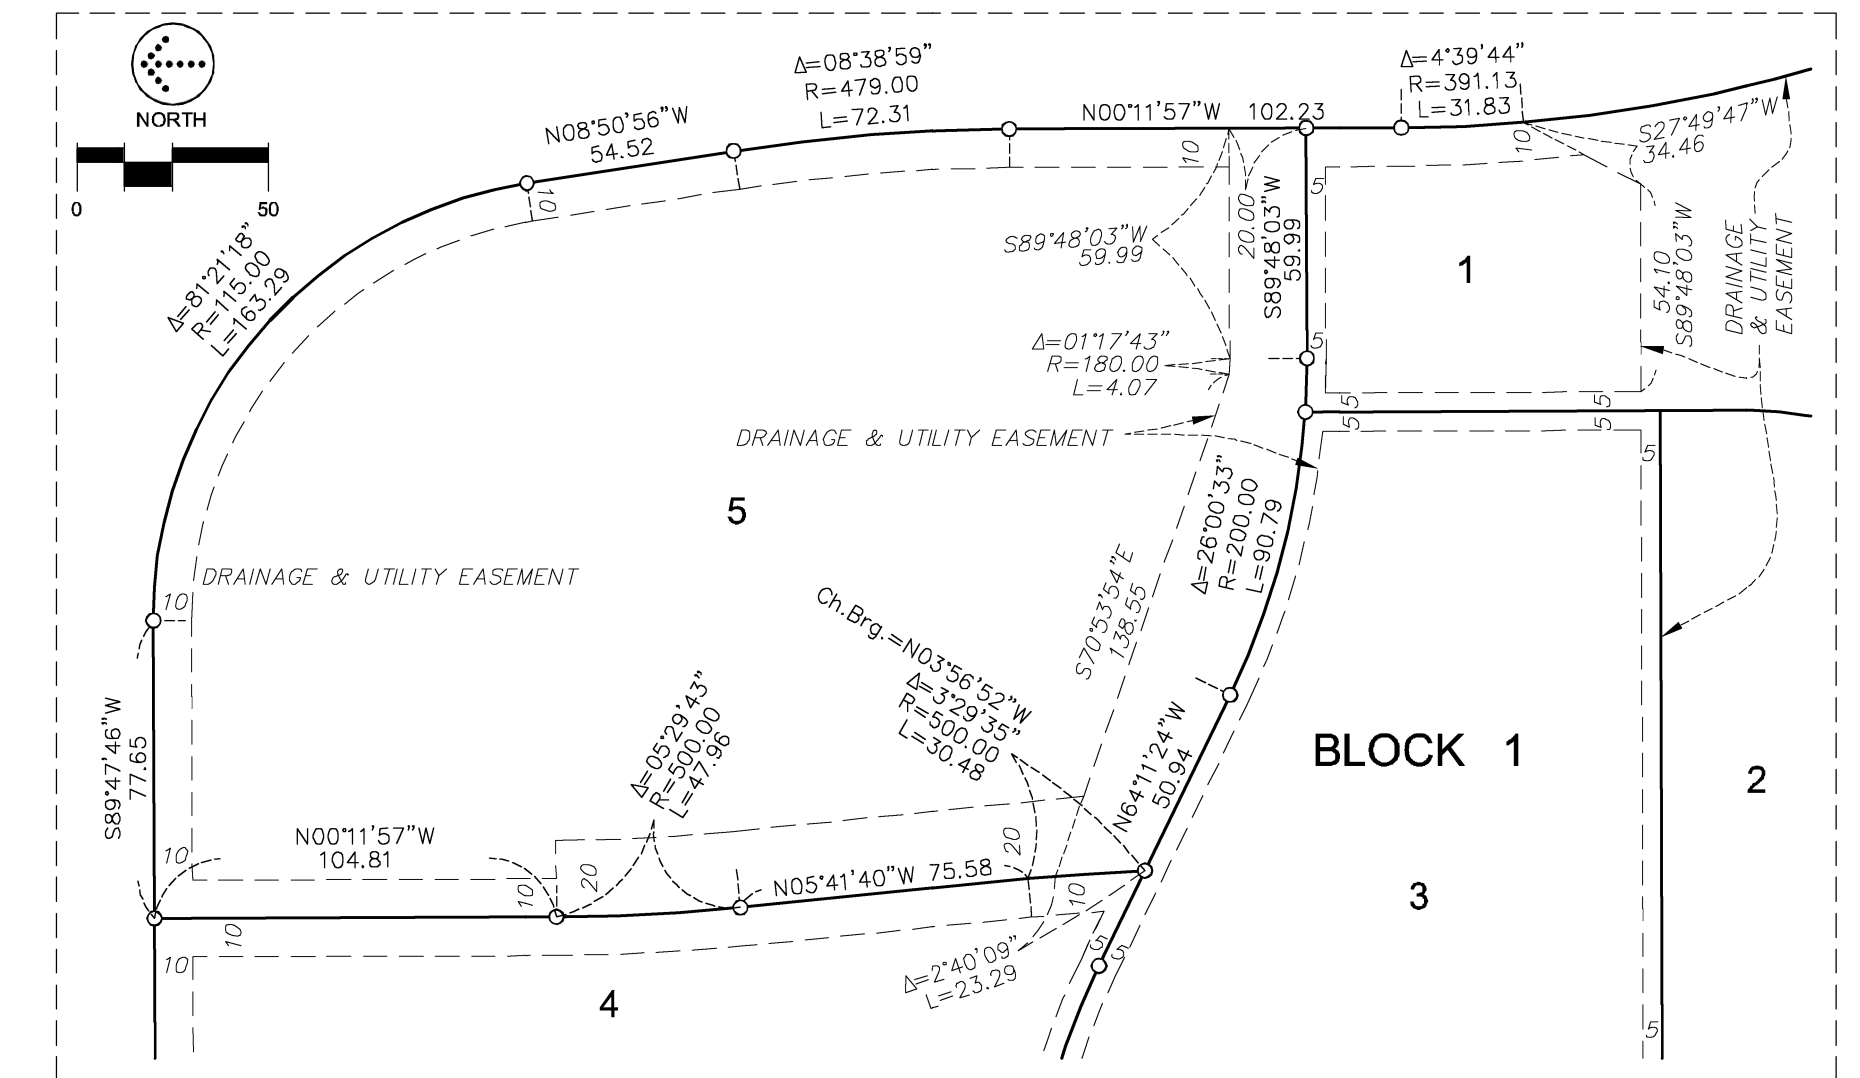 NORTH
0 50
N08°50'56"W
54.52
Δ=08°38'59"
R=479.00
L=72.31
N00°11'57"W 102.23
Δ=4°39'44"
R=391.13
L=31.83
S27°49'47"W
34.46
10
10
10
5
5
S89°48'03"W
59.99
20.00
S89°48'03"W
59.99
1
54.10
S89°48'03"W
DRAINAGE
& UTILITY
EASEMENT
Δ=81°21'18"
R=115.00
L=163.29
Δ=01°17'43"
R=180.00
L=4.07
5
5
5
5
5
DRAINAGE & UTILITY EASEMENT
5
Δ=26°00'33"
R=200.00
L=90.79
DRAINAGE & UTILITY EASEMENT
10
S70°53'54"E
138.55
Ch.Brg.=N03°56'52"W
Δ=3°29'35"
R=500.00
L=30.48
Δ=05°29'43"
R=500.00
L=47.96
S89°47'46"W
77.65
N64°11'24"W
50.94
BLOCK 1
2
3
N00°11'57"W
104.81
10
10
20
20
N05°41'40"W 75.58
10
10
10
5
5
Δ=2°40'09"
L=23.29
4
5